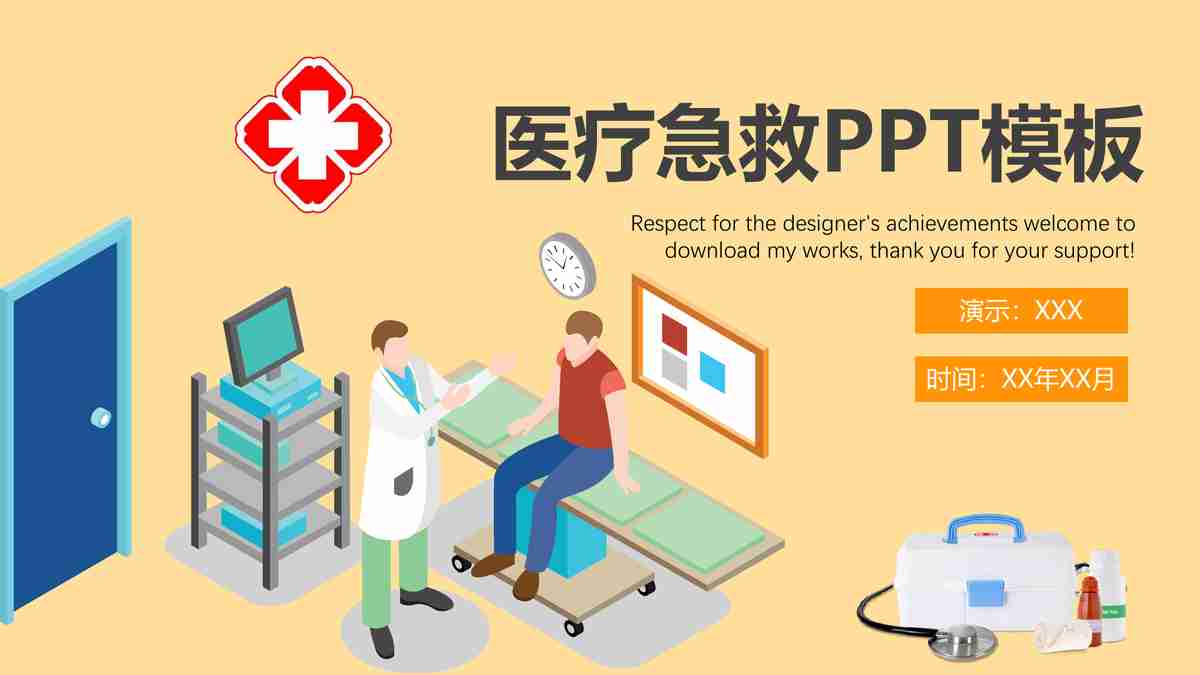 医疗急救PPT模板
Respect for the designer's achievements welcome to
download my works, thank you for your support!
演示：XXX
时间：XX年XX月